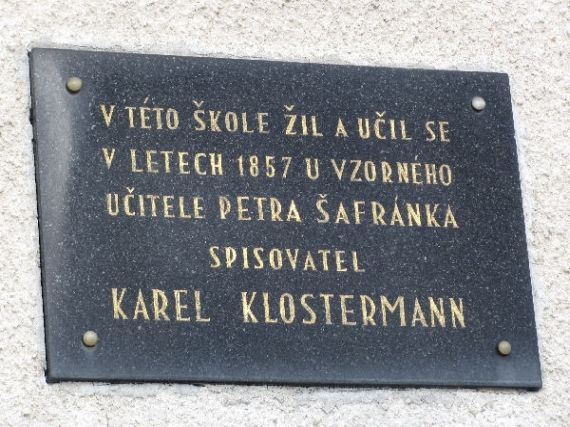 V TÉTO ŠKOLE ŽIL A UČIL SE
V LETECH 1857 U VZORNÉHO
UČITELE PETRA ŠAFRÁNKA
SPISOVATEL
KAREL KLOSTERMANN